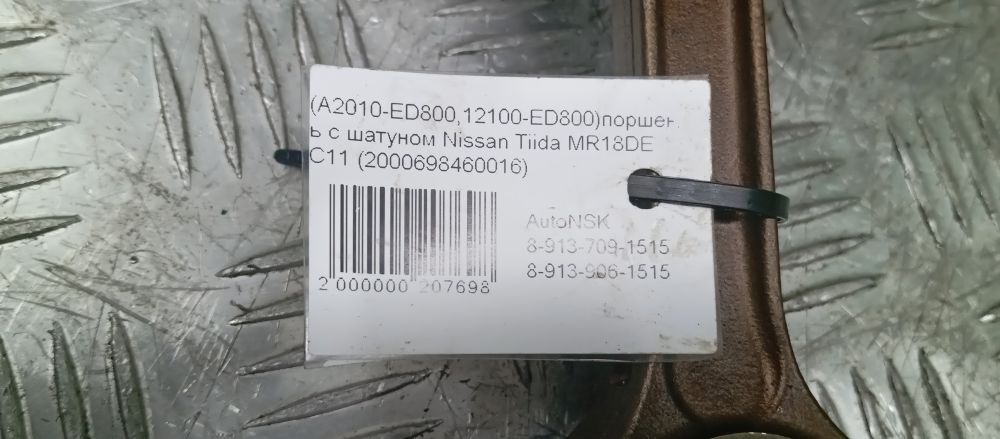 (A2010-ED800,12100-ED800)поршен
ь с шатуном Nissan Tiida MR18DE
C11 (2000698460016)
AutoNSK
8-913-709-1515
8-913-906-1515
2 000000 207698